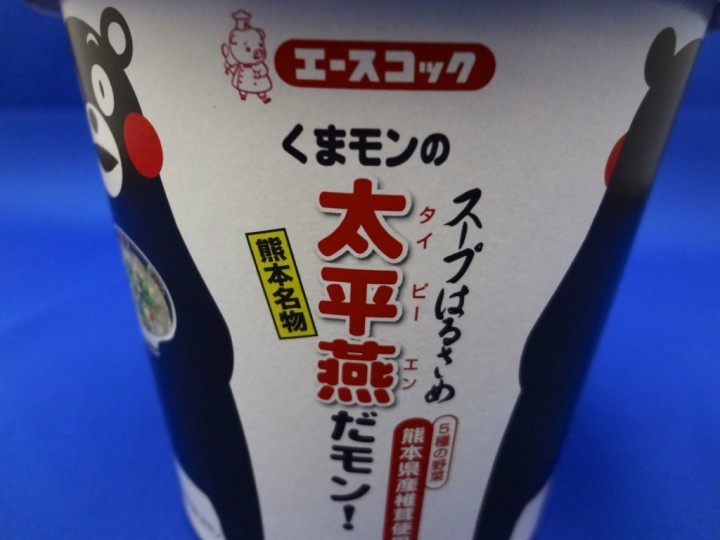 エースコック
くまモンの
スープはるさめ
太平燕だモン!
タイピーエン
熊本名物
5種の野菜
熊本県産椎茸使用